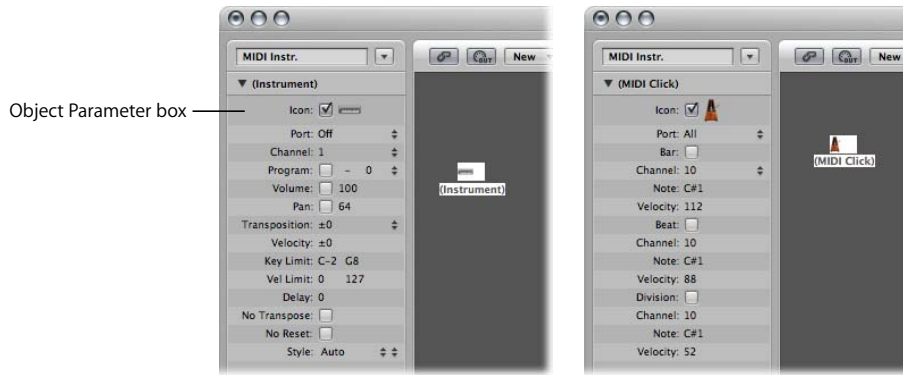 Object Parameter box
MIDI Instr.
New
(Instrument)
Icon:
Port: Off
Channel: 1
Program: - 0
Volume: 100
Pan: 64
Transposition: ±0
Velocity: ±0
Key Limit: C-2 G8
Vel Limit: 0 127
Delay: 0
No Transpose:
No Reset:
Style: Auto
(Instrument)
MIDI Instr.
OUT
New
(MIDI Click)
Icon:
Port: All
Bar:
Channel: 10
Note: C#1
Velocity: 112
Beat:
Channel: 10
Note: C#1
Velocity: 88
Division:
Channel: 10
Note: C#1
Velocity: 52
(MIDI Click)